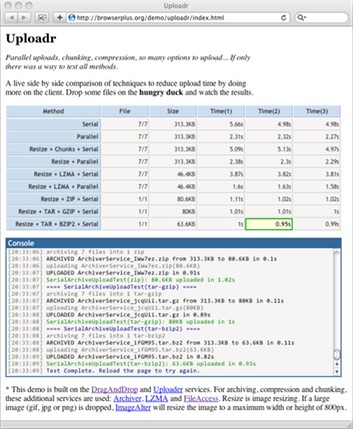 Uploadr
http://browserplus.org/demo/uploadr/index.html
Uploadr
Parallel uploads, chunking, compression, so many options to upload... If only
there was a way to test all methods.
A live side by side comparison of techniques to reduce upload time by doing
more on the client. Drop some files on the hungry duck and watch the results.
Method File Size Time(1) Time(2) Time(3)
Serial 7/7 313.3KB 5.66s 4.98s 4.98s
Parallel 7/7 313.3KB 2.31s 2.32s 2.27s
Resize + Chunks + Serial 7/7 313.3KB 5.09s 5.13s 4.97s
Resize + Parallel 7/7 313.3KB 2.38s 2.3s 2.29s
Resize + LZMA + Serial 7/7 46.4KB 3.87s 3.82s 3.81s
Resize + LZMA + Parallel 7/7 46.4KB 1.6s 1.63s 1.58s
Resize + ZIP + Serial 1/1 80.6KB 1.11s 1.02s 1.02s
Resize + TAR + GZIP + Serial 1/1 80KB 1.01s 1.01s 1s
Resize + TAR + BZIP2 + Serial 1/1 63.6KB 1s 0.95s 0.99s
Console
[20:33:06] archiving 7 files into 1 zip
[20:33:06] ARCHIVED ArchiverService_IWw7ez.zip from 313.3KB to 80.6KB in 0.1s
[20:33:06] uploading ArchiverService_IWw7ez.zip(80.6KB)
[20:33:07] UPLOADED ArchiverService_IWw7ez.zip in 0.91s
[20:33:07] SerialArchiveUploadTest(zip): 80.6KB uploaded in 1.02s
[20:33:07] ==== SerialArchiveUploadTest(tar-gzip) ====
[20:33:07] archiving 7 files into 1 tar-gzip
[20:33:07] ARCHIVED ArchiverService_jcqUii.tar.gz from 313.3KB to 80KB in 0.11s
[20:33:07] uploading ArchiverService_jcqUii.tar.gz(80KB)
[20:33:08] UPLOADED ArchiverService_jcqUii.tar.gz in 0.89s
[20:33:08] SerialArchiveUploadTest(tar-gzip): 80KB uploaded in 1s
[20:33:08] ==== SerialArchiveUploadTest(tar-bzip2) ====
[20:33:08] archiving 7 files into 1 tar-bzip2
[20:33:08] ARCHIVED ArchiverService_ifGM95.tar.bz2 from 313.3KB to 63.6KB in 0.11s
[20:33:08] uploading ArchiverService_ifGM95.tar.bz2(63.6KB)
[20:33:09] UPLOADED ArchiverService_ifGM95.tar.bz2 in 0.82s
[20:33:09] SerialArchiveUploadTest(tar-bzip2): 63.6KB uploaded in 0.93s
[20:33:09] Test Complete. Reload the page to try again.
* This demo is built on the DragAndDrop and Uploader services. For archiving, compression and chunking,
these additional services are used: Archiver, LZMA and FileAccess. Resize is image resizing. If a large
image (gif, jpg or png) is dropped, ImageAlter will resize the image to a maximum width or height of 800px.